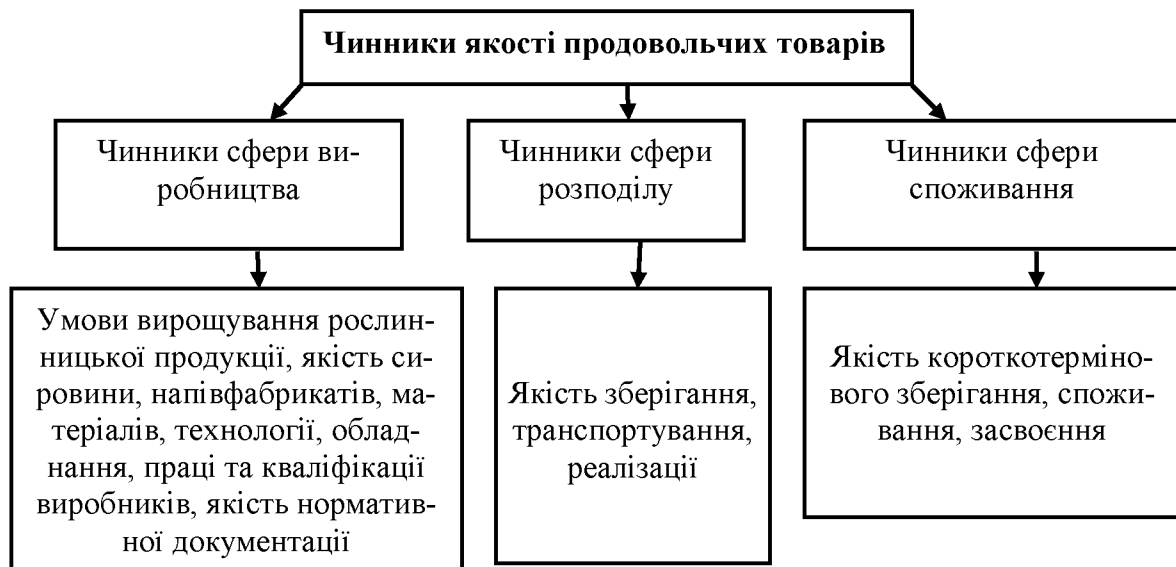 Чинники якості продовольчих товарів
Чинники сфери ви-
робництва
Чинники сфери
розподілу
Чинники сфери
споживання
Умови вирощування рослин-
ницької продукції, якість си-
ровини, напівфабрикатів, ма-
теріалів, технології, облад-
нання, праці та кваліфікації
виробників, якість норматив-
ної документації
Якість зберігання,
транспортування,
реалізації
Якість короткотерміно-
вого зберігання, спожи-
вання, засвоєння